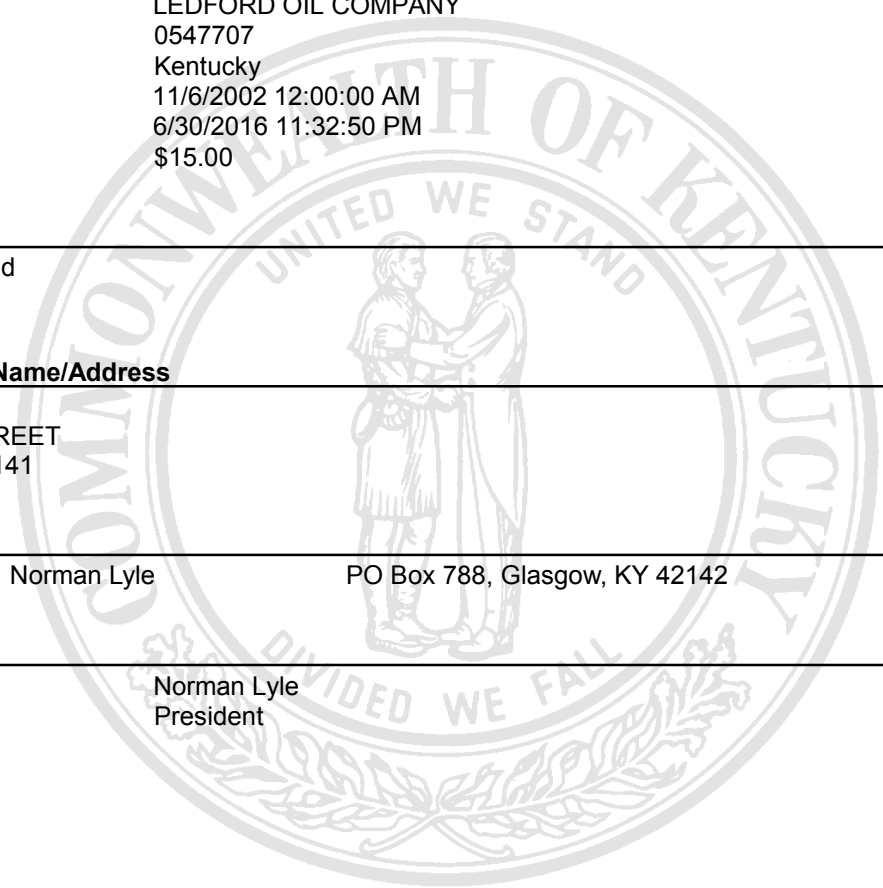 LEDFORD OIL COMPANY
0547707
Kentucky
11/6/2002 12:00:00 AM
6/30/2016 11:32:50 PM
$15.00
d
Name/Address
REET
141
Norman Lyle PO Box 788, Glasgow, KY 42142
Norman Lyle
President
COMMONWEALTH OF KENTUCKY
UNITED WE STAND
DIVIDED WE FALL